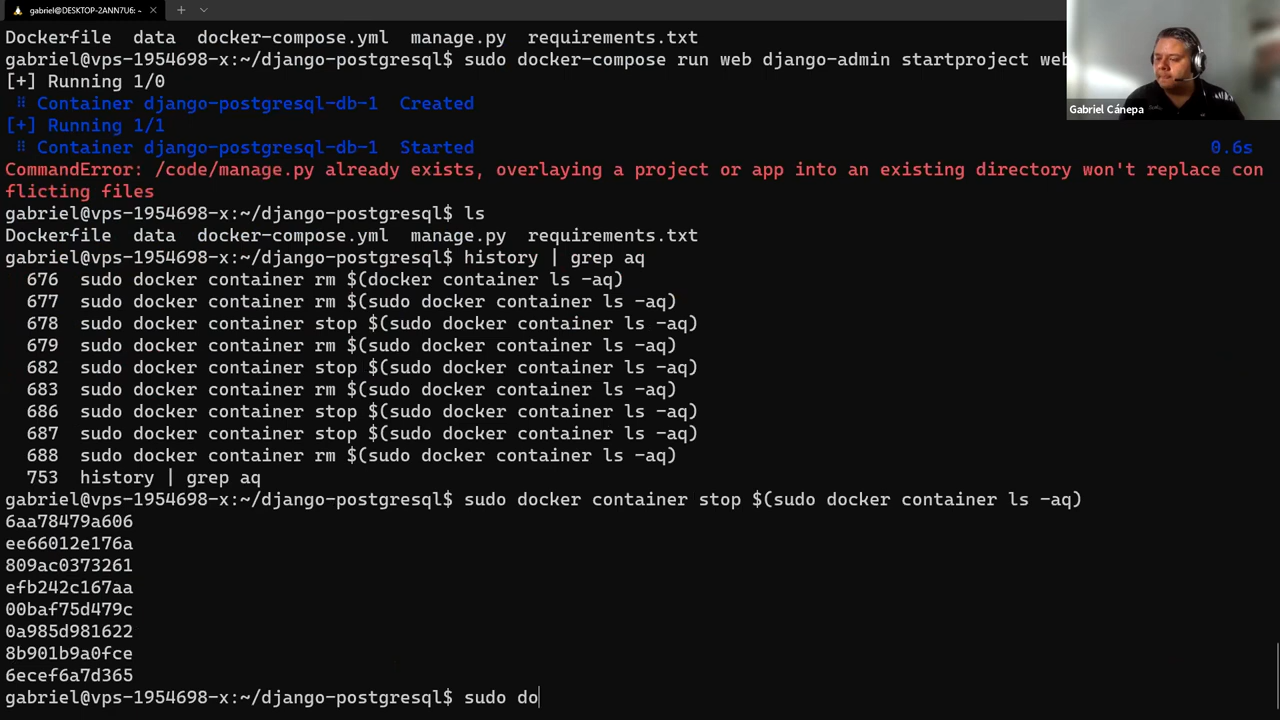 gabriel@DESKTOP-2ANN7U6: ~
Dockerfile  data  docker-compose.yml  manage.py  requirements.txt
gabriel@vps-1954698-x:~/django-postgresql$ sudo docker-compose run web django-admin startproject web
[+] Running 1/0
Container django-postgresql-db-1  Created
[+] Running 1/1
Container django-postgresql-db-1  Started 0.6s
CommandError: /code/manage.py already exists, overlaying a project or app into an existing directory won't replace con
flicting files
gabriel@vps-1954698-x:~/django-postgresql$ ls
Dockerfile  data  docker-compose.yml  manage.py  requirements.txt
gabriel@vps-1954698-x:~/django-postgresql$ history | grep aq
676  sudo docker container rm $(docker container ls -aq)
677  sudo docker container rm $(sudo docker container ls -aq)
678  sudo docker container stop $(sudo docker container ls -aq)
679  sudo docker container rm $(sudo docker container ls -aq)
682  sudo docker container stop $(sudo docker container ls -aq)
683  sudo docker container rm $(sudo docker container ls -aq)
686  sudo docker container stop $(sudo docker container ls -aq)
687  sudo docker container stop $(sudo docker container ls -aq)
688  sudo docker container rm $(sudo docker container ls -aq)
753  history | grep aq
gabriel@vps-1954698-x:~/django-postgresql$ sudo docker container stop $(sudo docker container ls -aq)
6aa78479a606
ee66012e176a
809ac0373261
efb242c167aa
00baf75d479c
0a985d981622
8b901b9a0fce
6ecef6a7d365
gabriel@vps-1954698-x:~/django-postgresql$ sudo do
Gabriel Cánepa